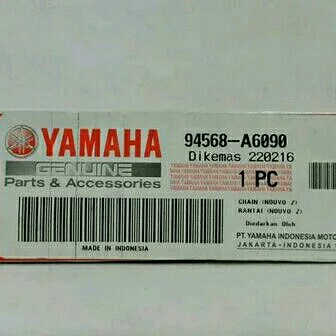 YAMAHA
GENUINE
Parts & Accessories
94568-A6090
Dikemas 220216
1 PC
CHAIN (NOUVO Z)
RANTAI (NOUVO Z)
Diedarkan Oleh
PT. YAMAHA INDONESIA MOTO
JAKARTA-INDONESIA
MADE IN INDONESIA